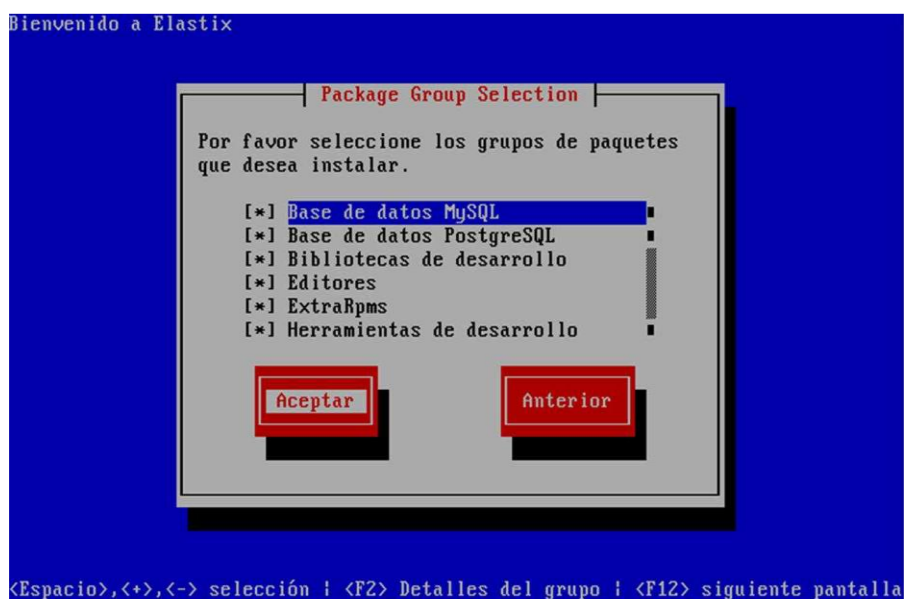 Bienvenido a Elastix
Package Group Selection
Por favor seleccione los grupos de paquetes
que desea instalar.
[*] Base de datos MySQL
[*] Base de datos PostgreSQL
[*] Bibliotecas de desarrollo
[*] Editores
[*] ExtraRpms
[*] Herramientas de desarrollo
Aceptar Anterior
<Espacio>,<+>,<-> selección | <F2> Detalles del grupo | <F12> siguiente pantalla